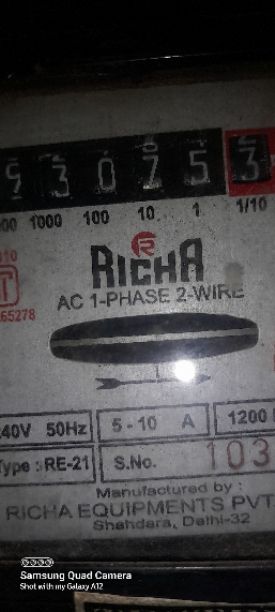 9 3 0 7 5 3
1000 100 10 1 1/10
RICHA
AC 1-PHASE 2-WIRE
65278
240V 50Hz 5-10 A 1200
Type :RE-21 S.No. 103
Manufactured by :
RICHA EQUIPMENTS PVT
Shahdara, Delhi-32
Samsung Quad Camera
Shot with my Galaxy A12